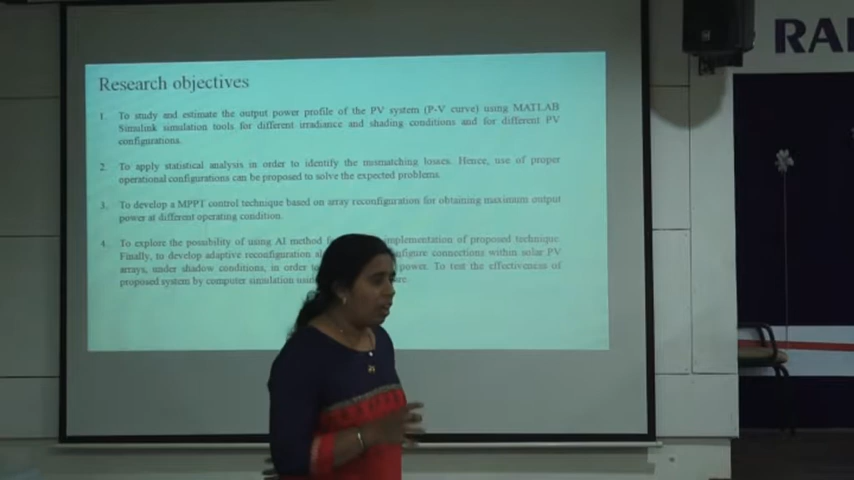 Research objectives
RAI
1. To study and estimate the output power profile of the PV system (P-V curve) using MATLAB
Simulink simulation tools for different irradiance and shading conditions and for different PV
configurations.
2. To apply statistical analysis in order to identify the mismatching losses. Hence, use of proper
operational configurations can be proposed to solve the expected problems.
3. To develop a MPPT control technique based on array reconfiguration for obtaining maximum output
power at different operating condition.
4. To explore the possibility of using AI method implementation of proposed technique.
Finally, to develop adaptive reconfiguration connections within solar PV
arrays, under shadow conditions, in order to power. To test the effectiveness of
proposed system by computer simulation